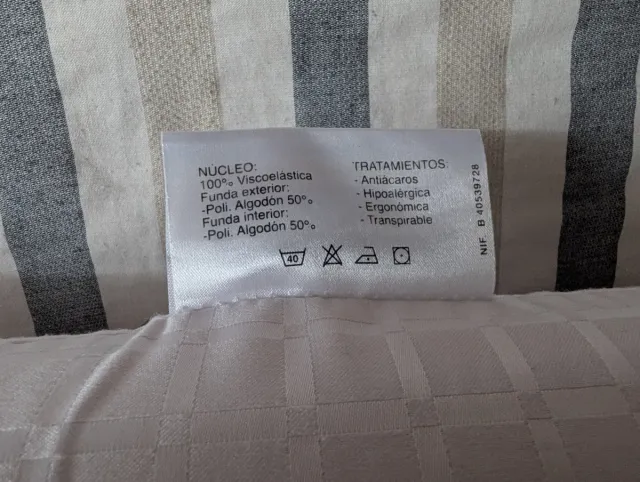 NÚCLEO:
100% Viscoelástica
Funda exterior:
-Poli. Algodón 50%
Funda interior:
-Poli. Algodón 50%
TRATAMIENTOS:
- Antiácaros
- Hipoalérgica
- Ergonómica
- Transpirable
40
NIF. B 40539728